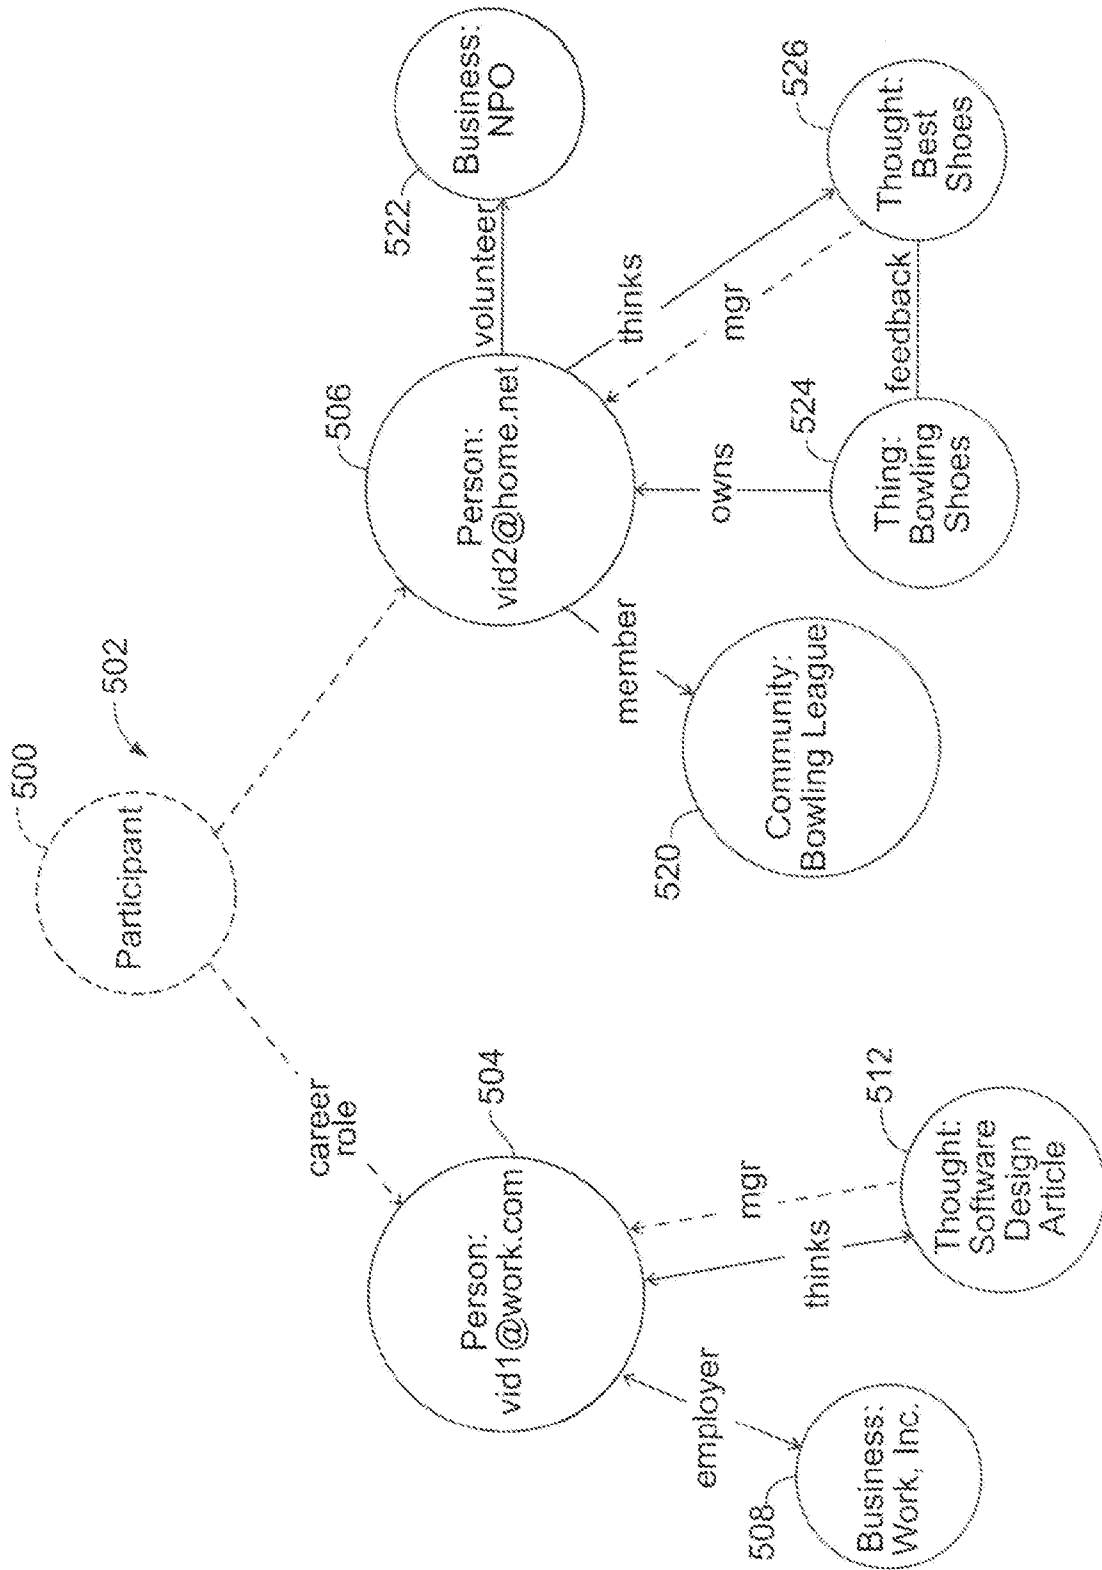 500
502
Participant
career
role
504
Person:
vid1@work.com
506
Person:
vid2@home.net
volunteer
522
Business:
NPO
employer
508
Business:
Work, Inc.
thinks
mgr
512
Thought:
Software
Design
Article
member
520
Community:
Bowling League
owns
524
Thing:
Bowling
Shoes
thinks
mgr
feedback
526
Thought:
Best
Shoes